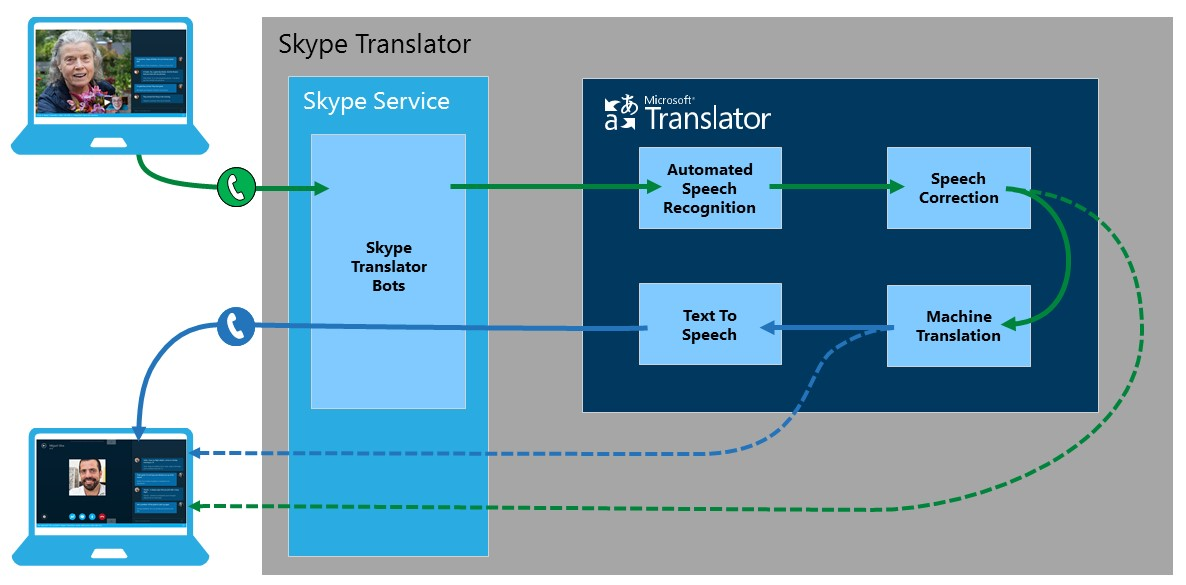 Skype Translator
Skype Service
Microsoft®
Translator
Automated
Speech
Recognition
Speech
Correction
Skype
Translator
Bots
Text To
Speech
Machine
Translation